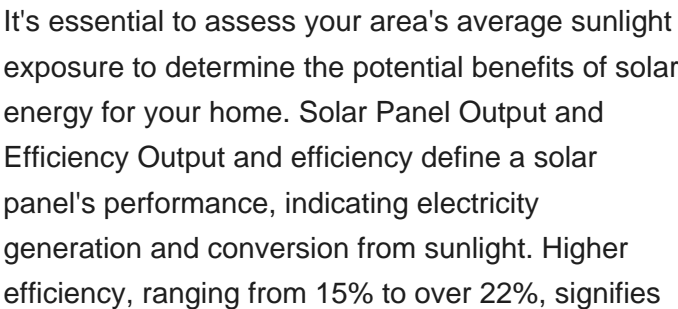 It's essential to assess your area's average sunlight
exposure to determine the potential benefits of solar
energy for your home. Solar Panel Output and
Efficiency Output and efficiency define a solar
panel's performance, indicating electricity
generation and conversion from sunlight. Higher
efficiency, ranging from 15% to over 22%, signifies